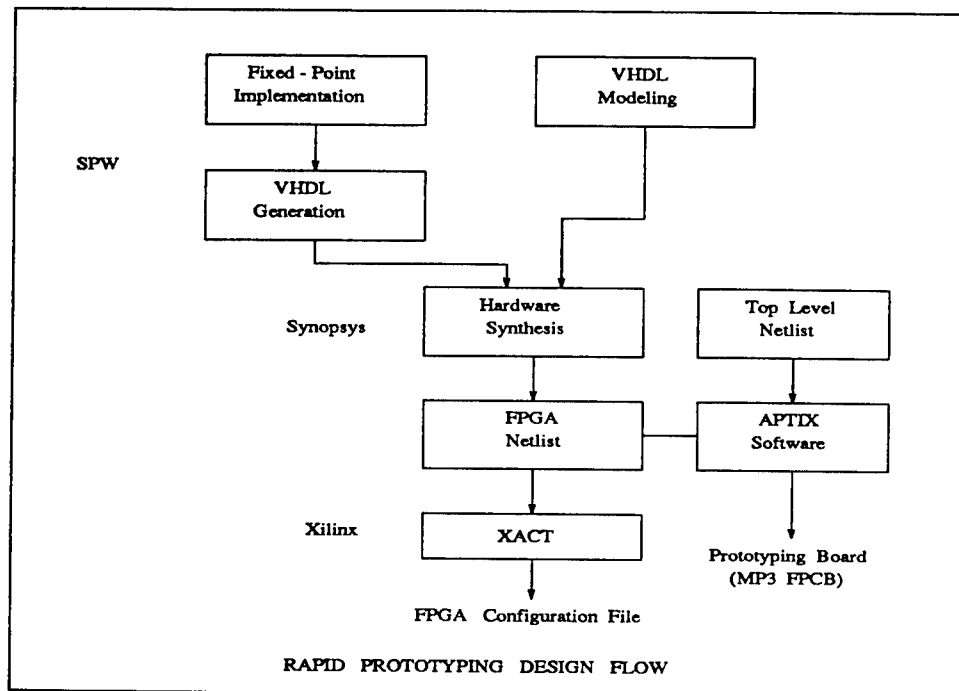 Fixed - Point
Implementation
VHDL
Modeling
SPW
VHDL
Generation
Synopsys
Hardware
Synthesis
Top Level
Netlist
FPGA
Netlist
APTIX
Software
Xilinx
XACT
Prototyping Board
(MP3 FPCB)
FPGA Configuration File
RAPID PROTOTYPING DESIGN FLOW